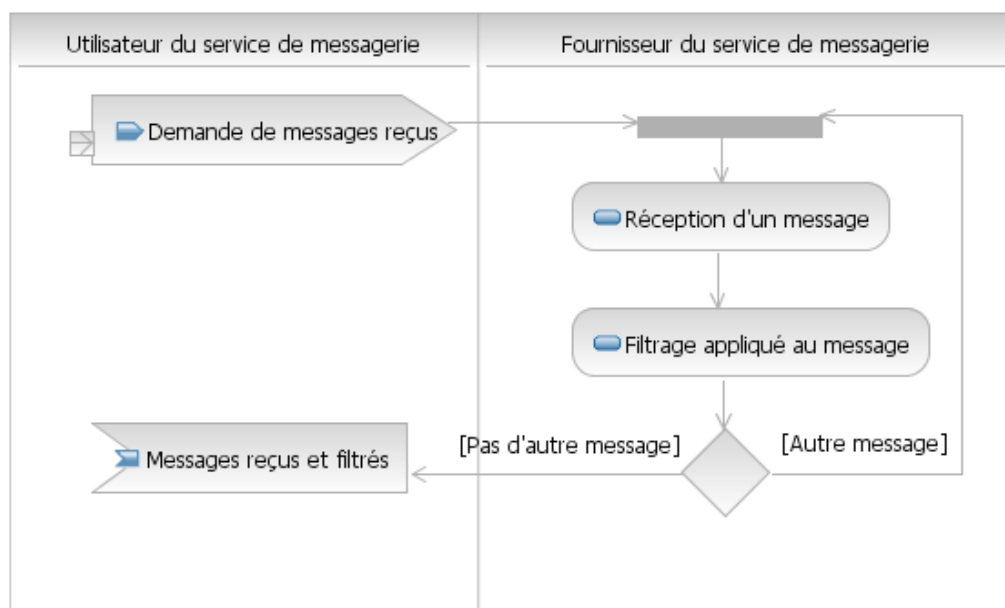 Utilisateur du service de messagerie
Fournisseur du service de messagerie
Demande de messages reçus
Réception d'un message
Filtrage appliqué au message
[Pas d'autre message]
[Autre message]
Messages reçus et filtrés